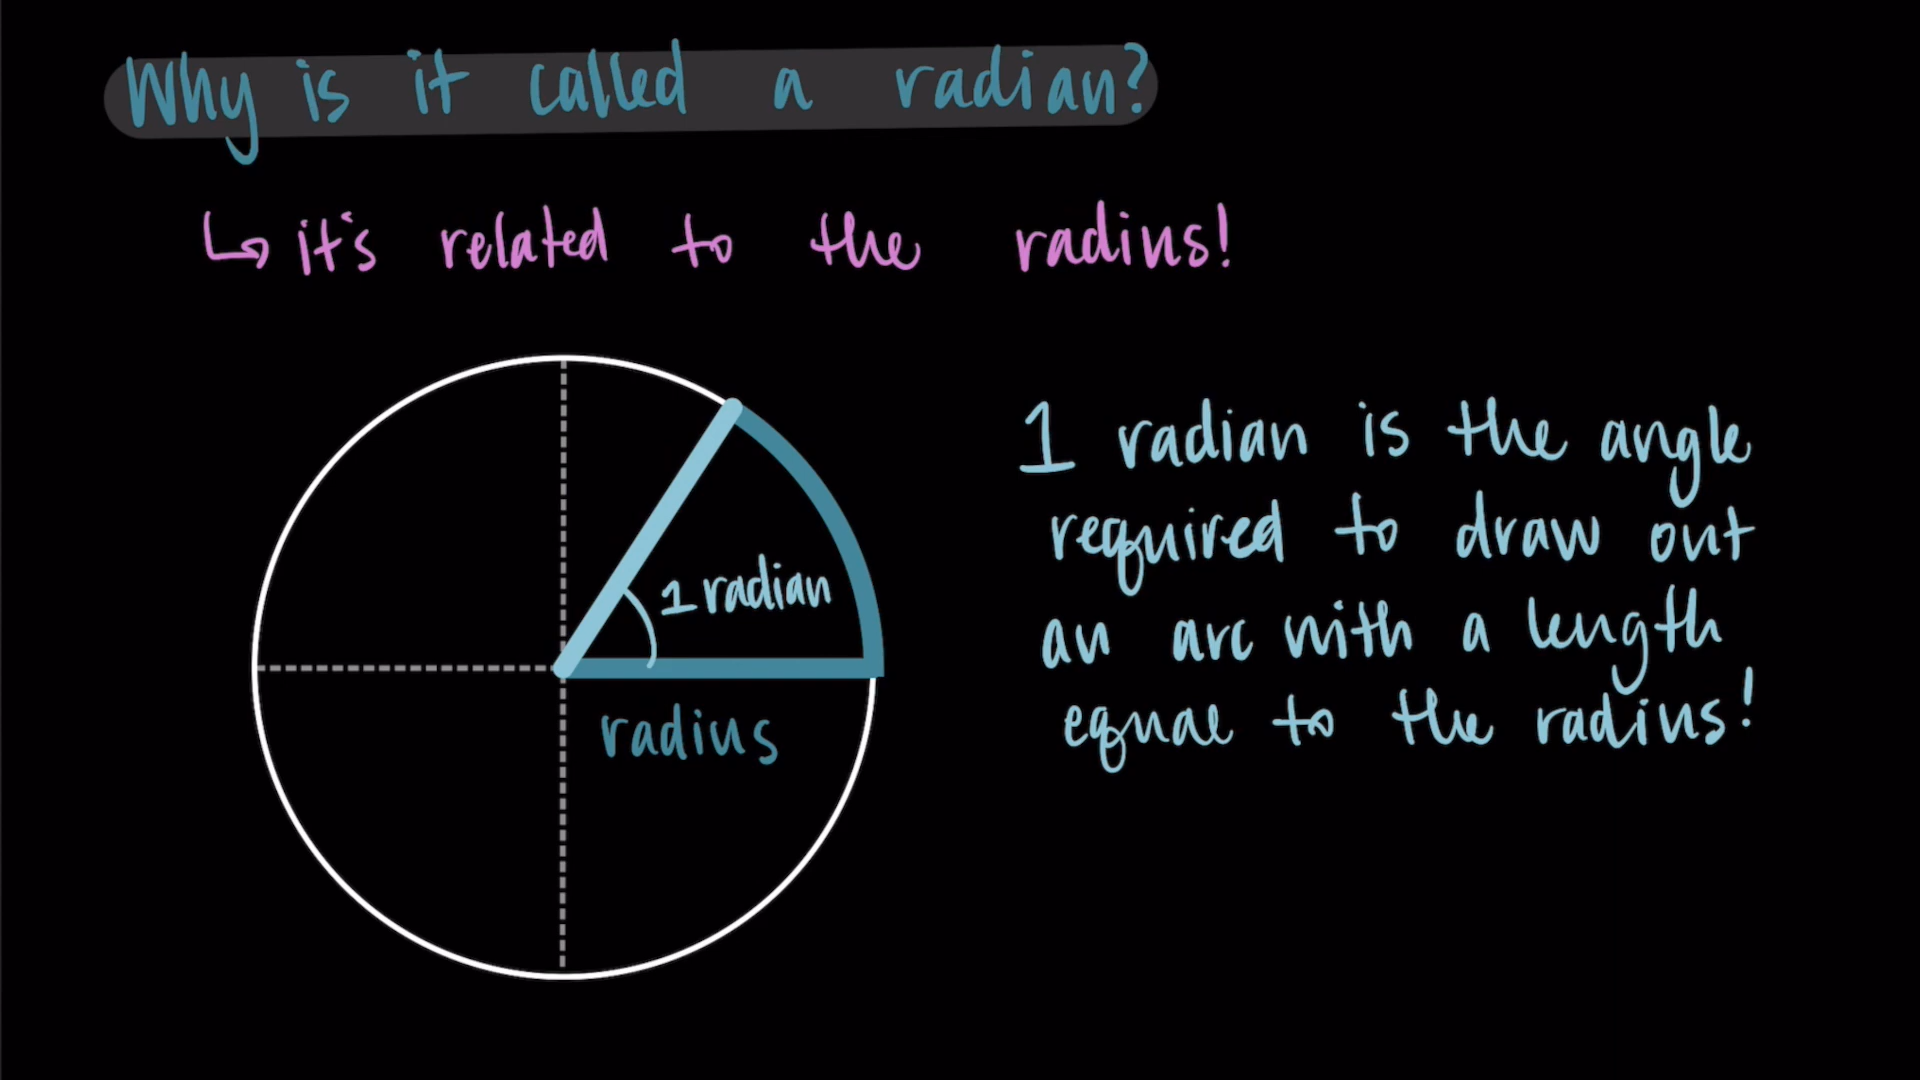 Why is it called a radian?
↳ it's related to the radius!
1 radian is the angle
required to draw out
an arc with a length
equal to the radius!
1 radian
radius